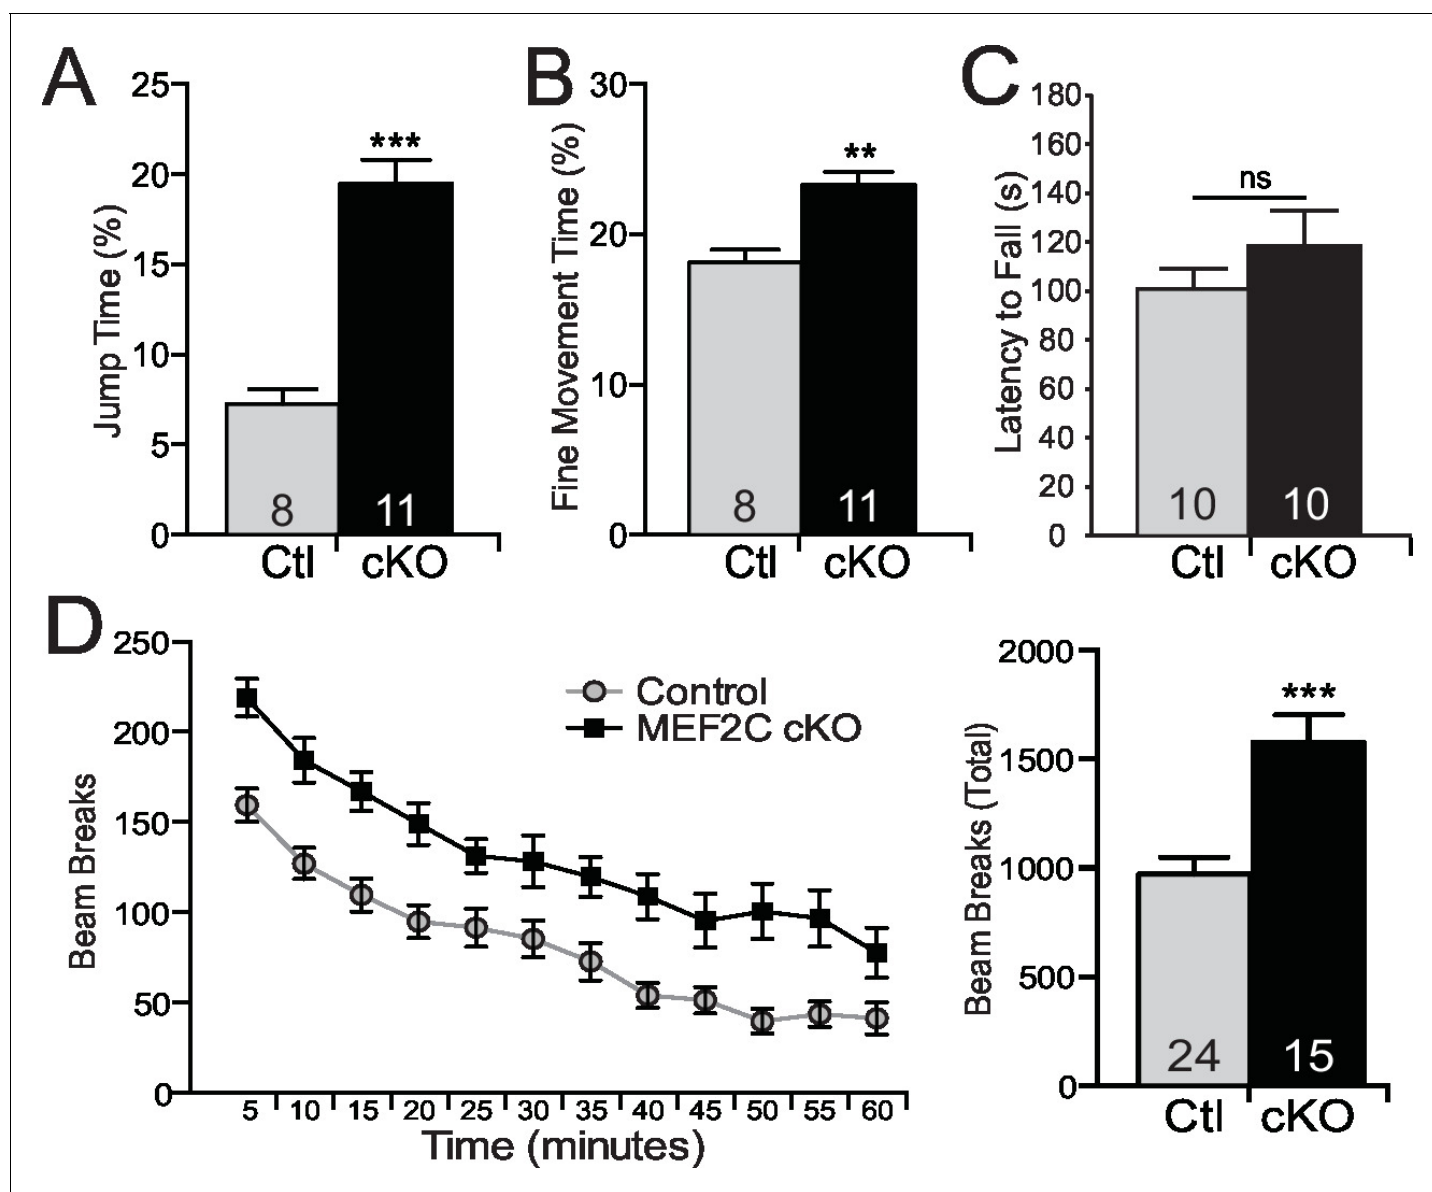 A
25
20
15
10
5
0
Jump Time (%)
***
8
11
Ctl
cKO
B
30
20
10
0
Fine Movement Time (%)
**
8
11
Ctl
cKO
C
180
160
140
120
100
80
60
40
20
0
Latency to Fall (s)
ns
10
10
Ctl
cKO
D
250
200
150
100
50
0
Beam Breaks
Control
MEF2C cKO
5 10 15 20 25 30 35 40 45 50 55 60
Time (minutes)
2000
1500
1000
500
0
Beam Breaks (Total)
***
24
15
Ctl
cKO